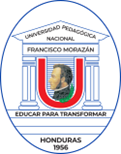 UNIVERSIDAD PEDAGÓGICA
NACIONAL
FRANCISCO MORAZÁN
EDUCAR PARA TRANSFORMAR
HONDURAS
1956